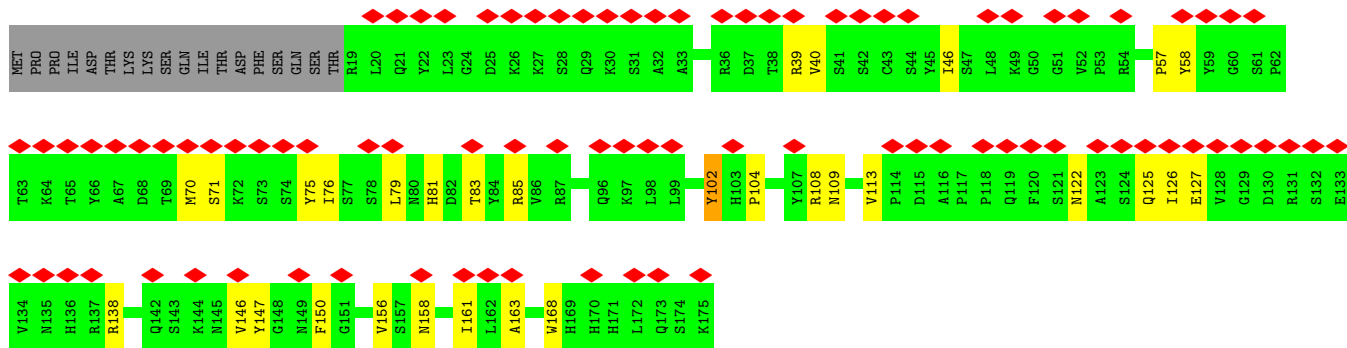 MET PRO PRO ILE ASP THR LYS LYS SER GLN ILE THR ASP PHE SER GLN SER THR R19 L20 Q21 Y22 L23 G24 D25 K26 K27 S28 Q29 K30 S31 A32 A33 R36 D37 T38 R39 V40 S41 S42 C43 S44 Y45 I46 S47 L48 K49 G50 G51 V52 P53 R54 P57 Y58 Y59 G60 S61 P62
T63 K64 T65 Y66 A67 D68 T69 M70 S71 K72 S73 S74 Y75 I76 S77 S78 L79 N80 H81 D82 T83 Y84 R85 V86 R87 Q96 K97 L98 L99 Y102 H103 P104 Y107 R108 N109 V113 P114 D115 A116 P117 P118 Q119 F120 S121 N122 A123 S124 Q125 I126 E127 V128 G129 D130 R131 S132 E133
V134 N135 H136 R137 R138 Q142 S143 K144 N145 V146 Y147 G148 N149 F150 G151 V156 S157 N158 I161 L162 A163 W168 H169 H170 H171 L172 Q173 S174 K175